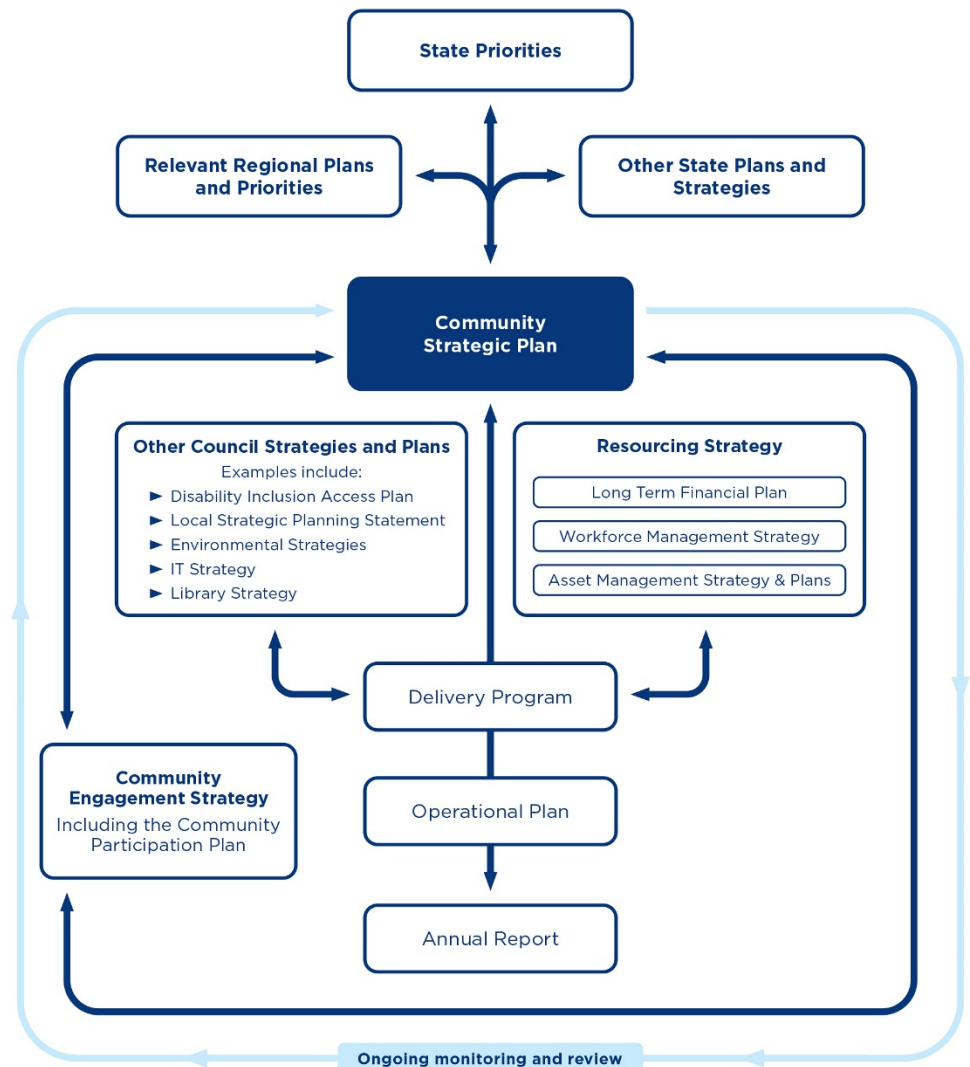 State Priorities
Relevant Regional Plans
and Priorities
Other State Plans and
Strategies
Community
Strategic Plan
Other Council Strategies and Plans
Examples include:
► Disability Inclusion Access Plan
► Local Strategic Planning Statement
► Environmental Strategies
► IT Strategy
► Library Strategy
Resourcing Strategy
Long Term Financial Plan
Workforce Management Strategy
Asset Management Strategy & Plans
Delivery Program
Community
Engagement Strategy
Including the Community
Participation Plan
Operational Plan
Annual Report
Ongoing monitoring and review